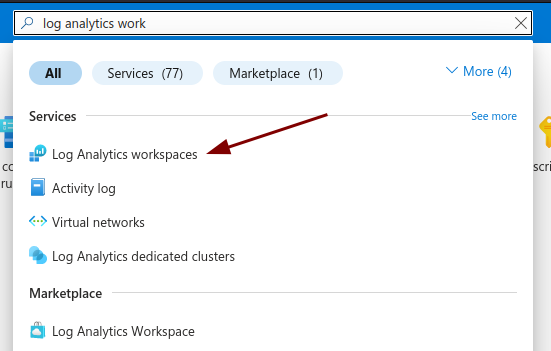 log analytics work
All
Services (77)
Marketplace (1)
More (4)
Services
See more
Log Analytics workspaces
Activity log
Virtual networks
Log Analytics dedicated clusters
Marketplace
Log Analytics Workspace
co
ru
scri